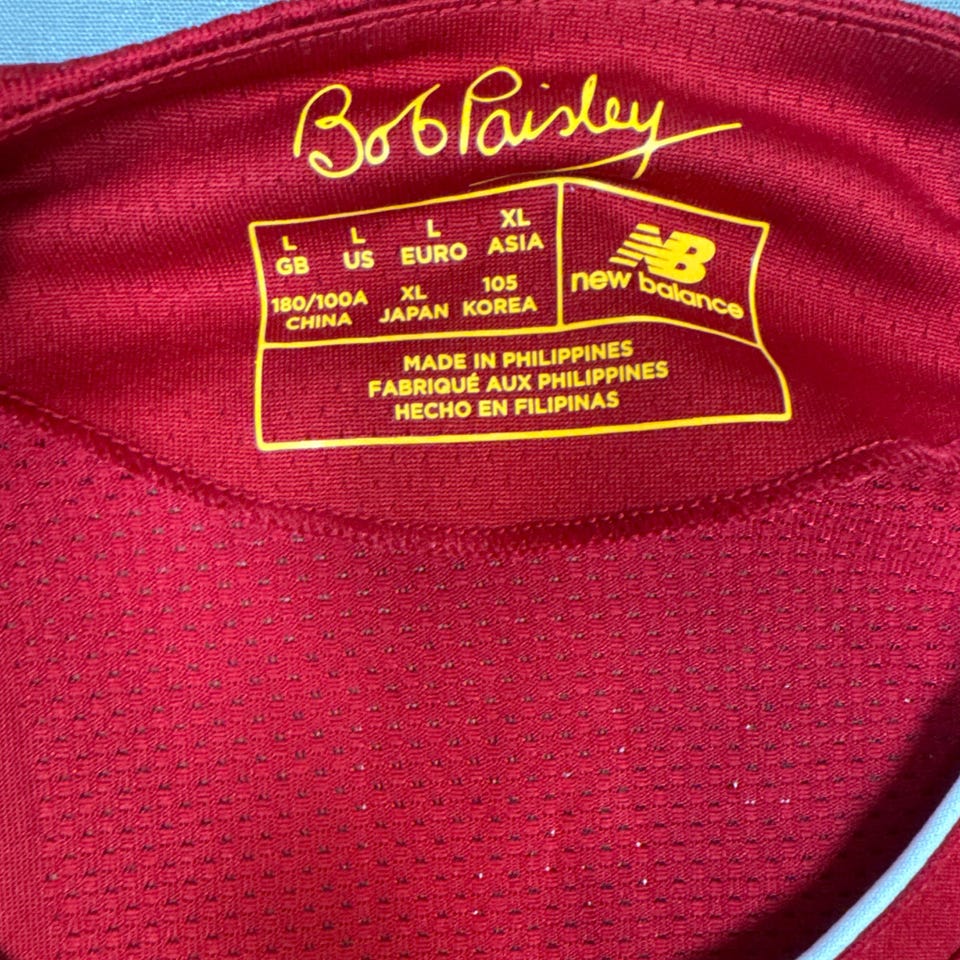 Bob Paisley
L L L XL
GB US EURO ASIA
180/100A XL 105
CHINA JAPAN KOREA
NB
new balance
MADE IN PHILIPPINES
FABRIQUÉ AUX PHILIPPINES
HECHO EN FILIPINAS